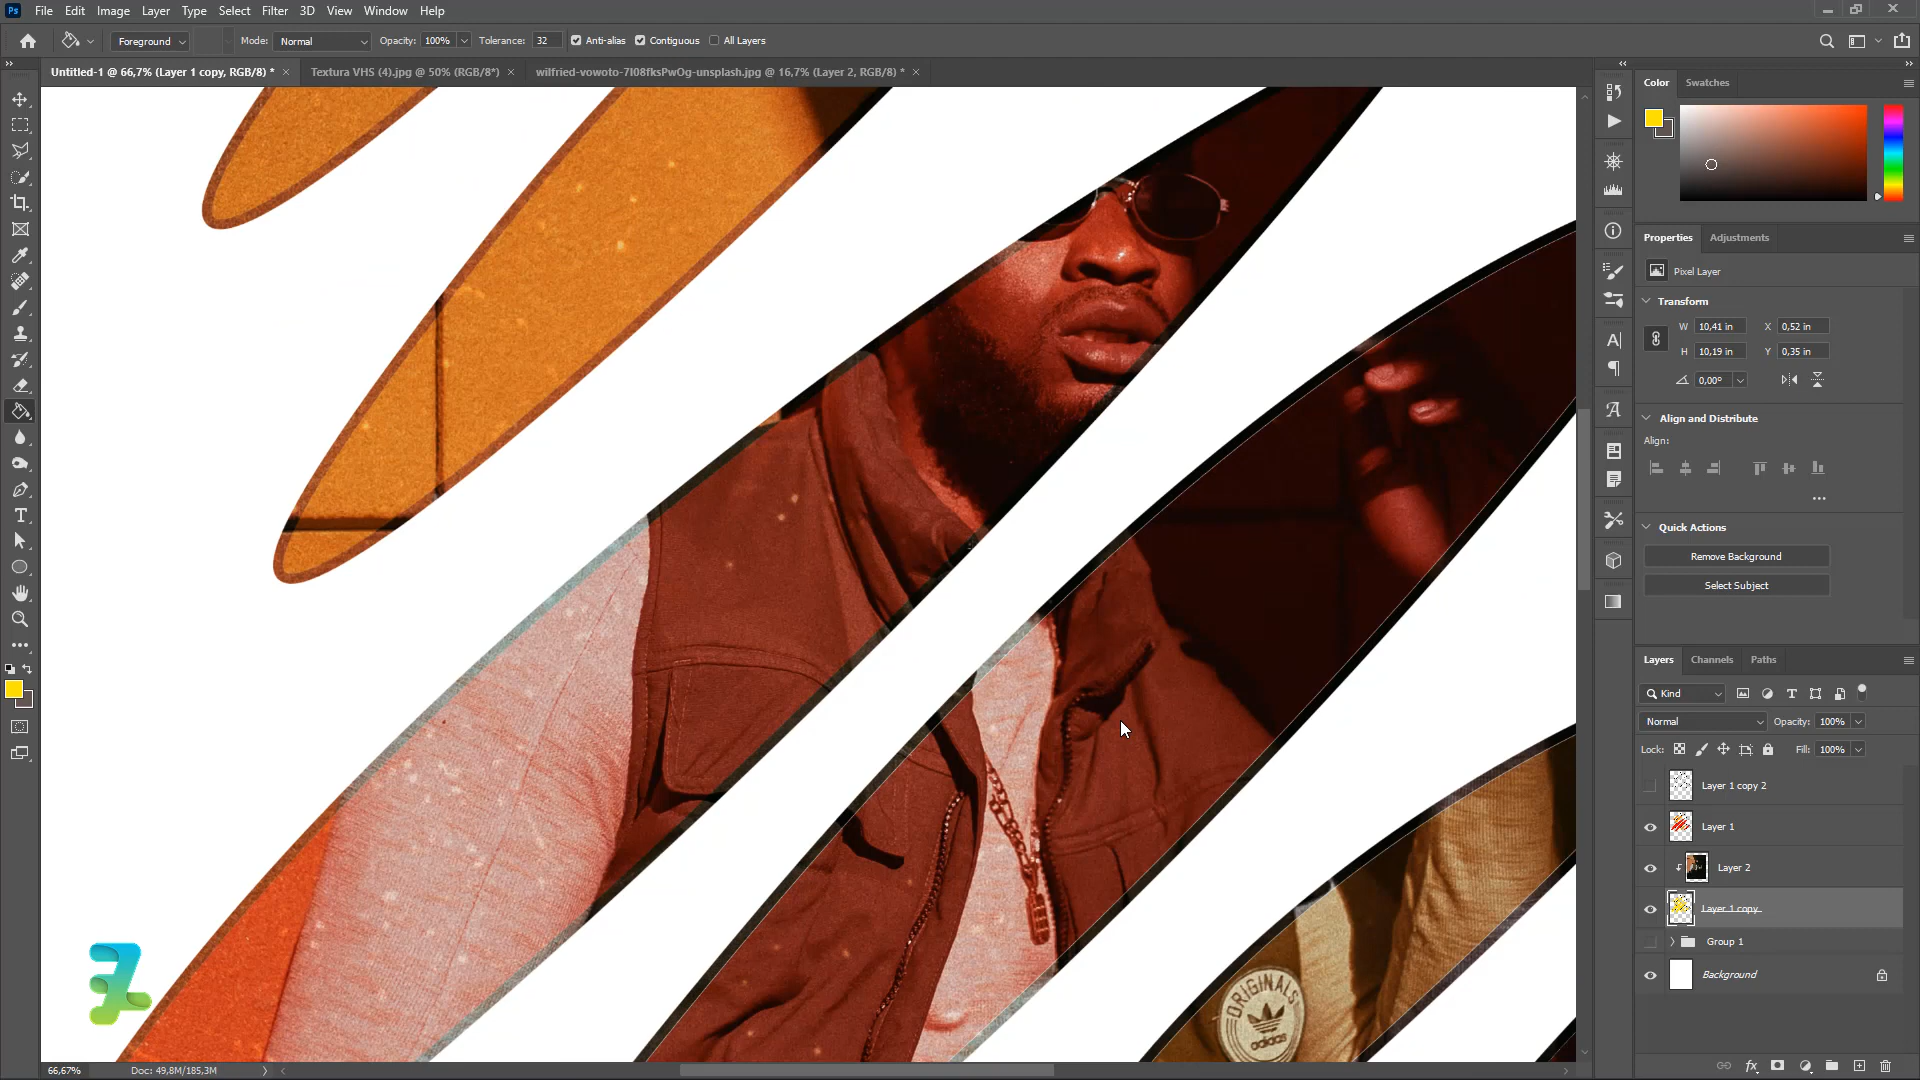 Ps File Edit Image Layer Type Select Filter 3D View Window Help
Foreground Mode: Normal Opacity: 100% Tolerance: 32 Anti-alias Contiguous All Layers
Untitled-1 @ 66,7% (Layer 1 copy, RGB/8) * × Textura VHS (4).jpg @ 50% (RGB/8*) × wilfried-vowoto-7I08fksPwOg-unsplash.jpg @ 16,7% (Layer 2, RGB/8) * ×
Color Swatches
Properties Adjustments
Pixel Layer
Transform
W 10,41 in X 0,52 in
H 10,19 in Y 0,35 in
0,00°
Align and Distribute
Align:
Quick Actions
Remove Background
Select Subject
Layers Channels Paths
Kind
Normal Opacity: 100%
Lock: Fill: 100%
Layer 1 copy 2
Layer 1
Layer 2
Layer 1 copy
Group 1
Background
ORIGINALS
adidas
66,67% Doc: 49,8M/185,3M